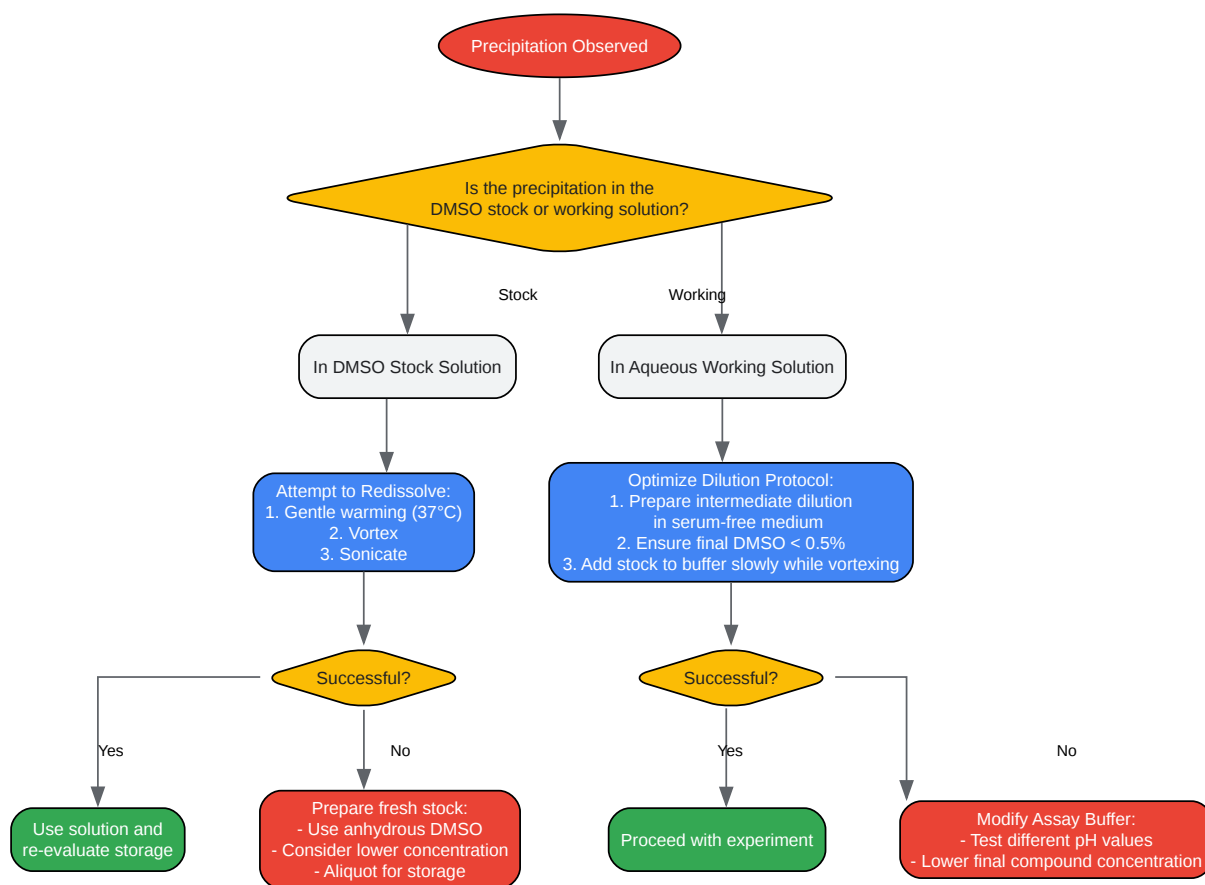 Precipitation Observed
Is the precipitation in the
DMSO stock or working solution?
Stock
Working
In DMSO Stock Solution
In Aqueous Working Solution
Attempt to Redissolve:
1. Gentle warming (37°C)
2. Vortex
3. Sonicate
Optimize Dilution Protocol:
1. Prepare intermediate dilution
in serum-free medium
2. Ensure final DMSO < 0.5%
3. Add stock to buffer slowly while vortexing
Successful?
Successful?
Yes
No
Yes
No
Use solution and
re-evaluate storage
Prepare fresh stock:
- Use anhydrous DMSO
- Consider lower concentration
- Aliquot for storage
Proceed with experiment
Modify Assay Buffer:
- Test different pH values
- Lower final compound concentration